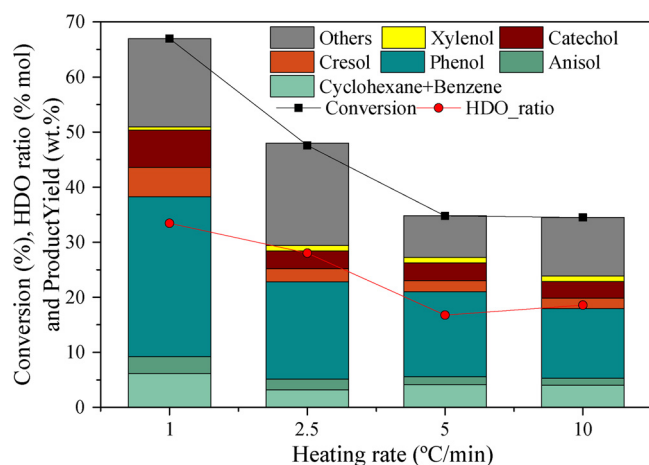 Conversion (%), HDO ratio (% mol)
and ProductYield (wt.%)
70
60
50
40
30
20
10
0
Others Xylenol Catechol
Cresol Phenol Anisol
Cyclohexane+Benzene
Conversion HDO_ratio
1 2.5 5 10
Heating rate (ºC/min)